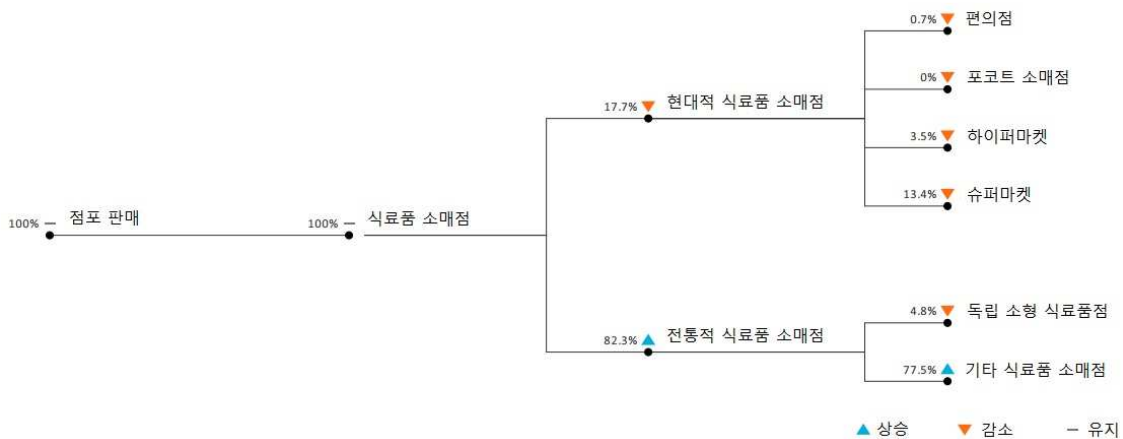 0.7% ▼ 편의점
0% ▼ 포코트 소매점
17.7% ▼ 현대적 식료품 소매점
3.5% ▼ 하이퍼마켓
13.4% ▼ 슈퍼마켓
100% – 점포 판매
100% – 식료품 소매점
4.8% ▼ 독립 소형 식료품점
82.3% ▲ 전통적 식료품 소매점
77.5% ▲ 기타 식료품 소매점
▲ 상승 ▼ 감소 – 유지